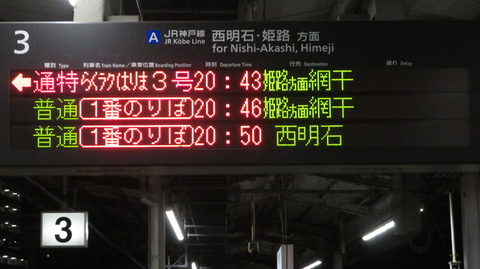 3 A JR神戸線 JR Kōbe Line 西明石・姫路 方面 for Nishi-Akashi, Himeji
種別 Type 列車名 Train Name／乗車位置 Boarding Position 時刻 Departure Time 行先 Destination 遅れ Delay
←通特 らくラクはりま3号 20:43 姫路方面網干
普通 1番のりば 20:46 姫路方面網干
普通 1番のりば 20:50 西明石
3